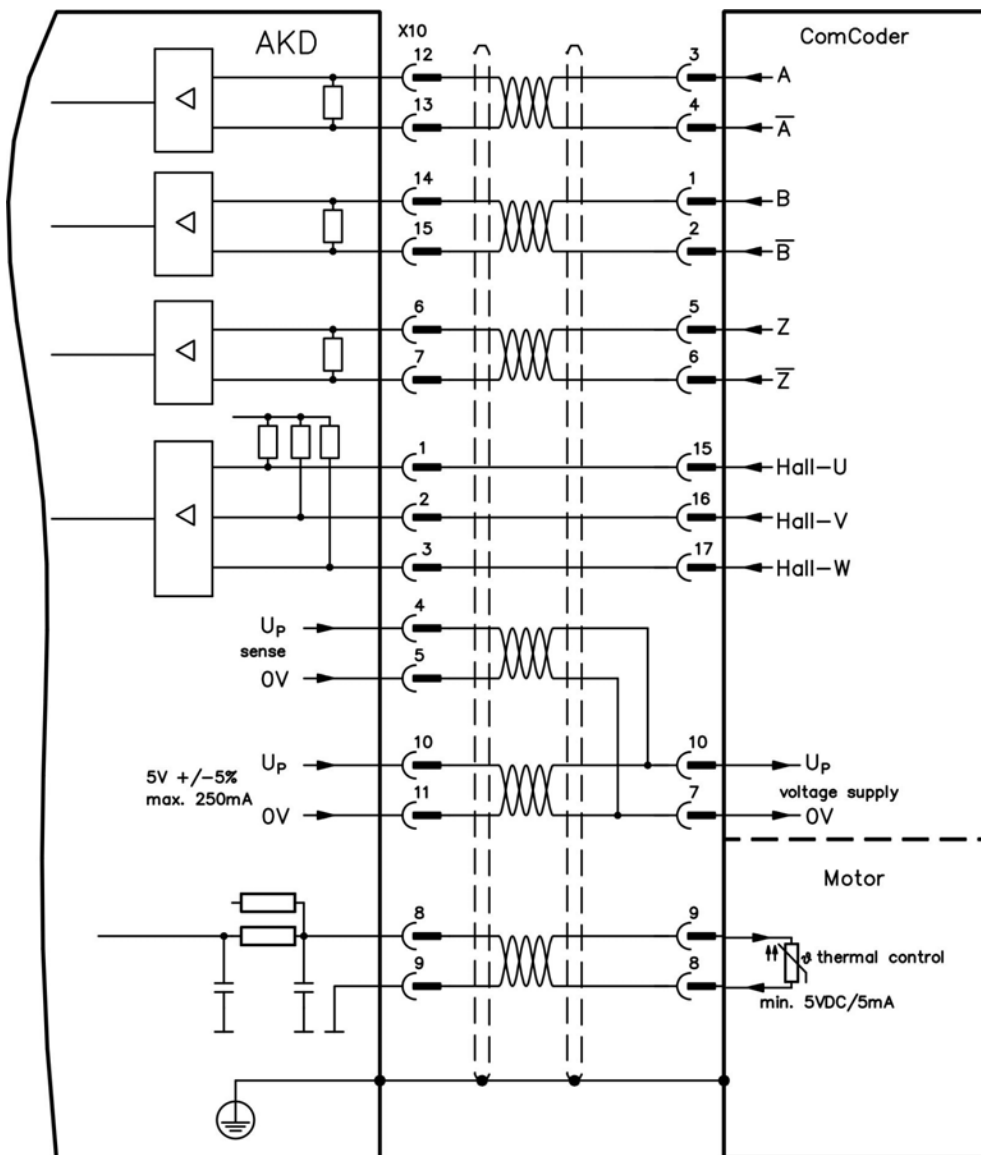 AKD
X10
ComCoder
12
3
A
13
4
A̅
14
1
B
15
2
B̅
6
5
Z
7
6
Z̅
1
15
Hall-U
2
16
Hall-V
3
17
Hall-W
4
UP
sense
5
0V
10
10
UP
UP
5V +/-5%
max. 250mA
voltage supply
11
7
0V
0V
Motor
8
9
ϑ thermal control
9
8
min. 5VDC/5mA